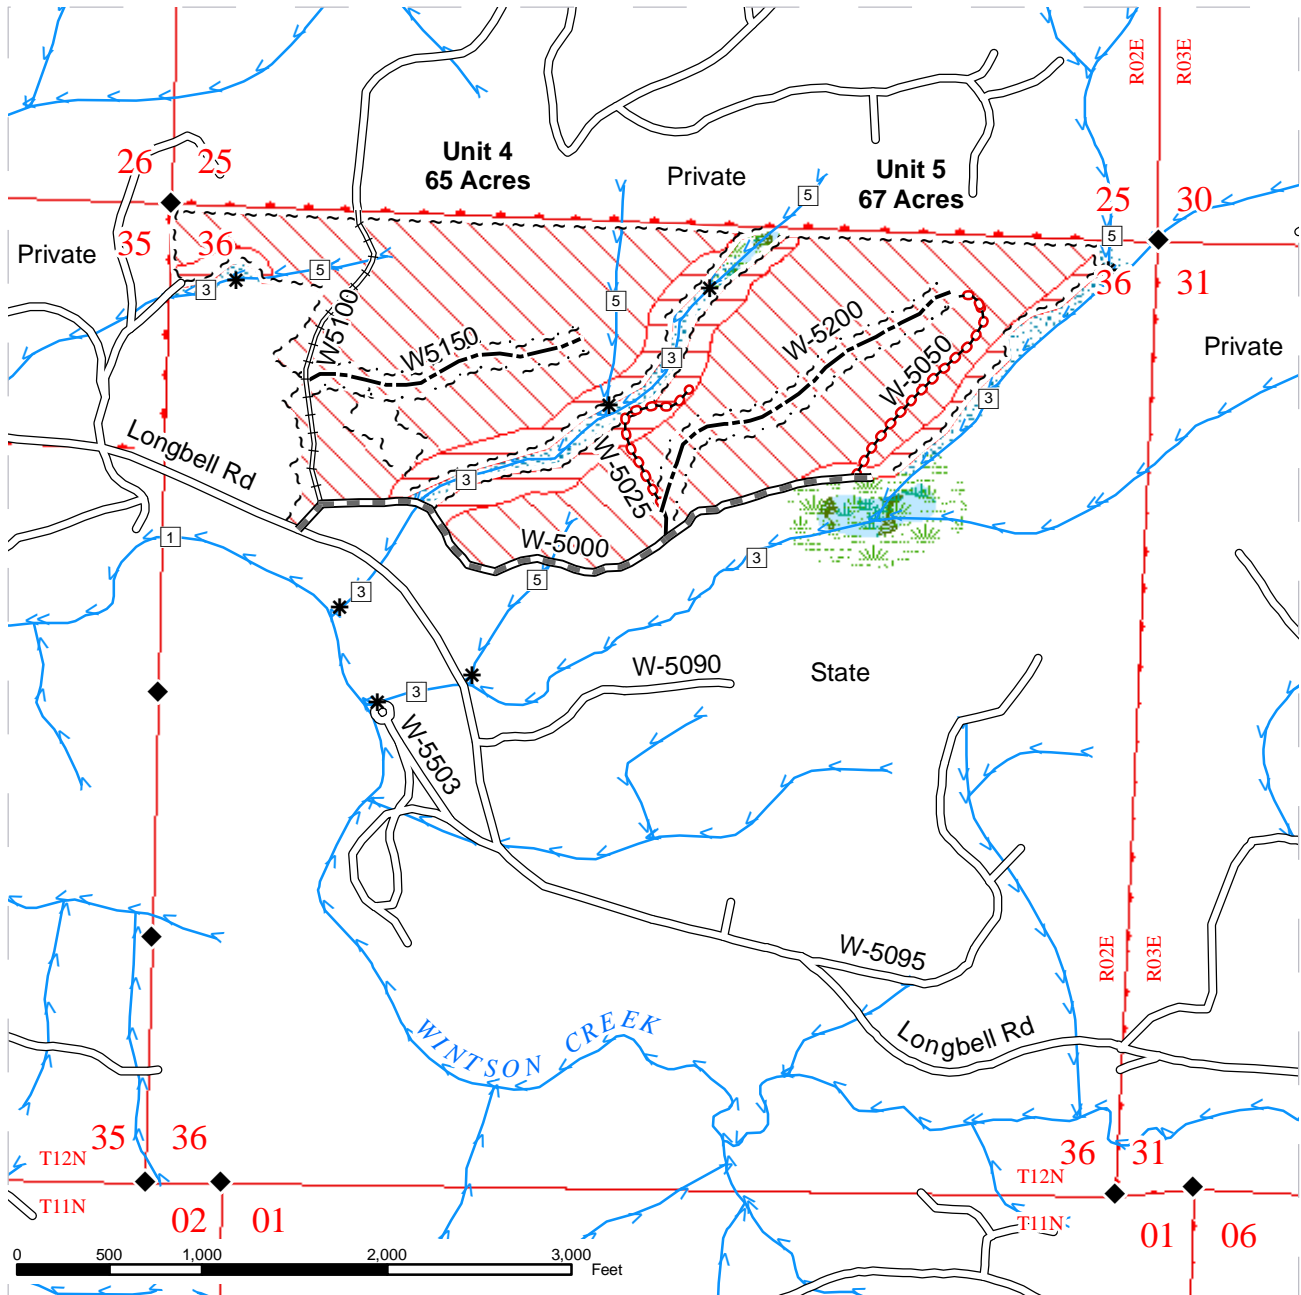 R02E
R03E
Unit 4
65 Acres
Private
Unit 5
67 Acres
26
25
25
30
5
5
Private
35
36
5
3
36
31
5
W5100
W5150
3
W-5200
W-5050
Private
3
Longbell Rd
3
W-5025
W-5000
1
3
5
3
W-5090
State
3
W-5503
W-5095
R02E
R03E
Longbell Rd
WINTSON CREEK
35
36
36
31
T12N
T12N
T11N
T11N
02
01
01
06
0
500
1,000
2,000
3,000
Feet